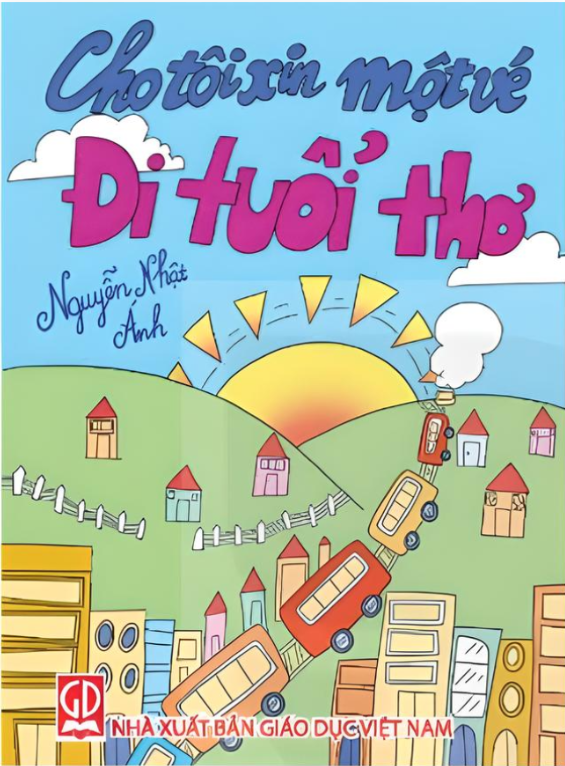 Cho tôi xin một vé
Đi tuổi thơ
Nguyễn Nhật
Ánh
GD
NHÀ XUẤT BẢN GIÁO DỤC VIỆT NAM